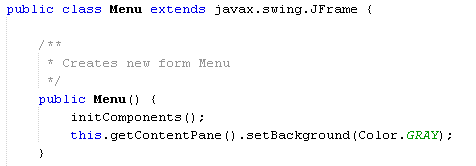 public class Menu extends javax.swing.JFrame {
/**
* Creates new form Menu
*/
public Menu() {
initComponents();
this.getContentPane().setBackground(Color.GRAY);
}